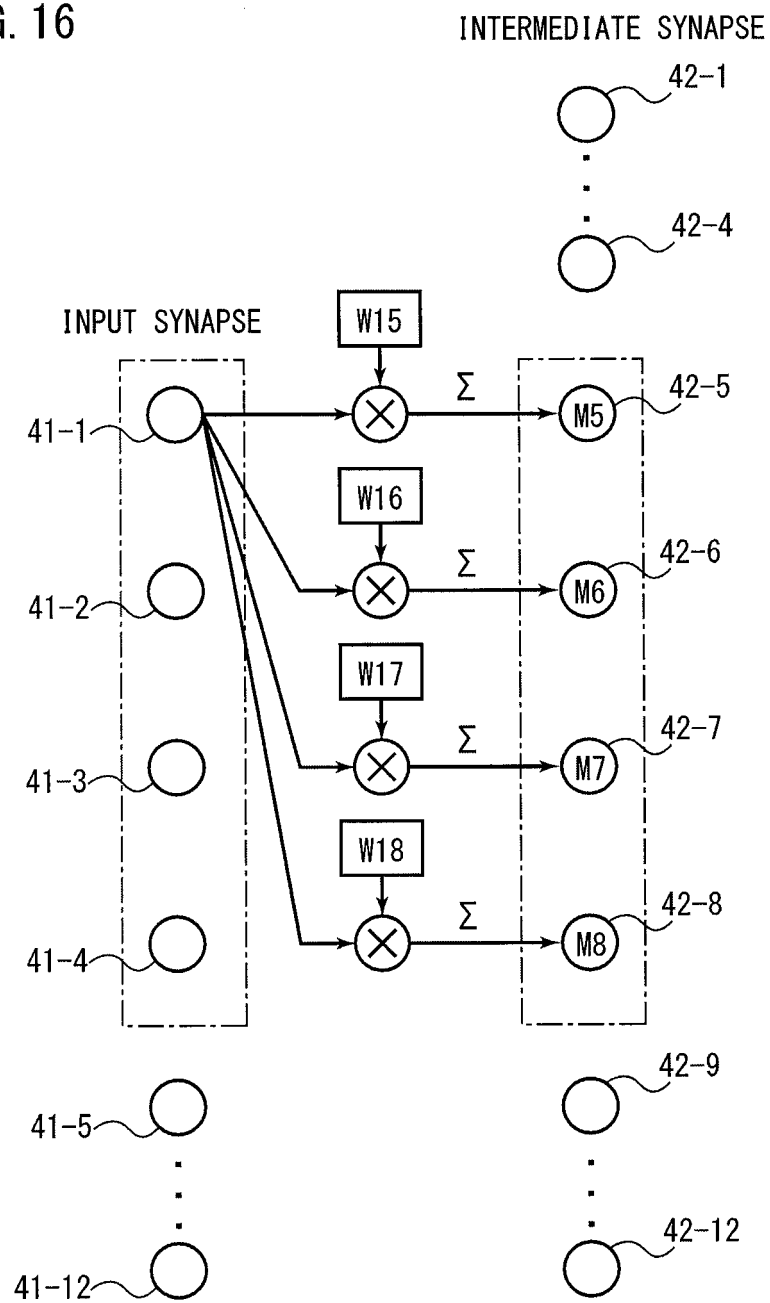 G. 16
INTERMEDIATE SYNAPSE
42-1
42-4
INPUT SYNAPSE
W15
41-1
Σ
M5
42-5
W16
41-2
Σ
M6
42-6
W17
41-3
Σ
M7
42-7
W18
41-4
Σ
M8
42-8
41-5
42-9
41-12
42-12